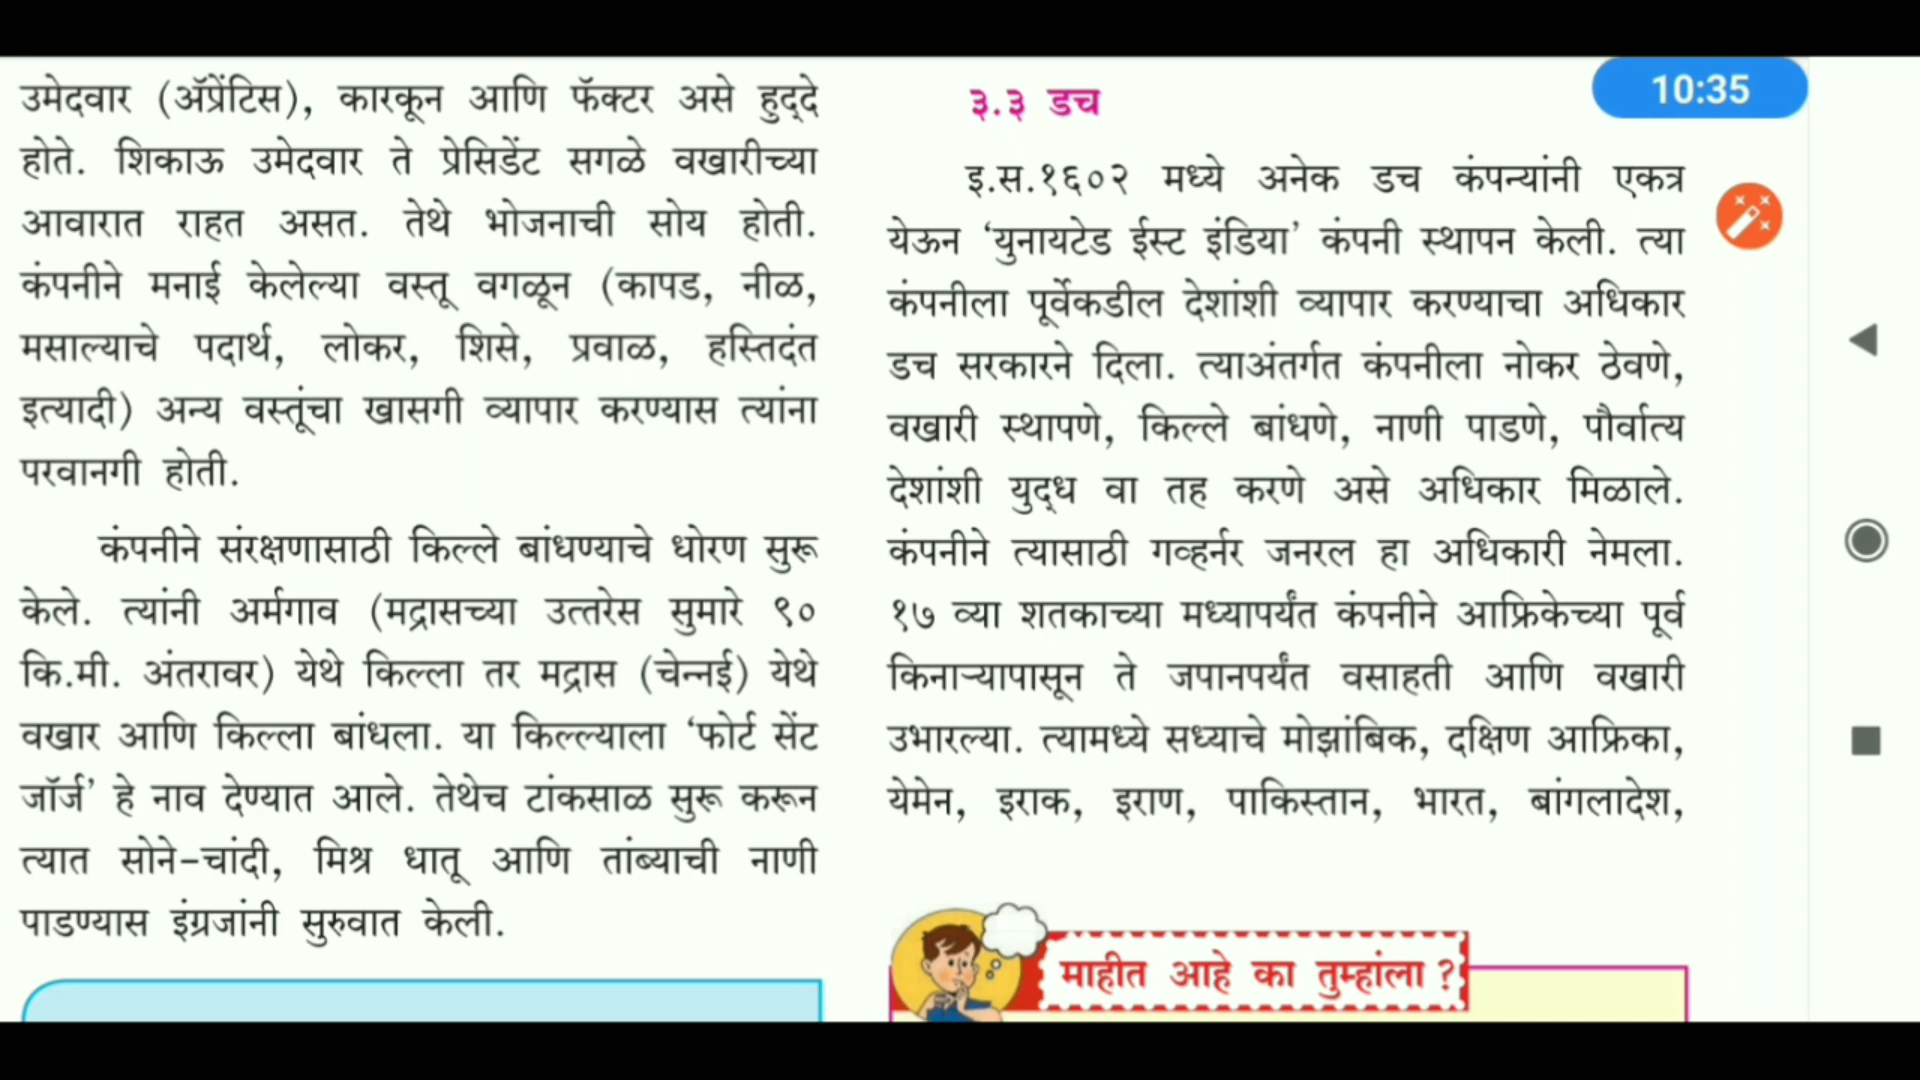 उमेदवार (ॲप्रेंटिस), कारकून आणि फॅक्टर असे हुद्‌दे
होते. शिकाऊ उमेदवार ते प्रेसिडेंट सगळे वखारीच्या
आवारात राहत असत. तेथे भोजनाची सोय होती.
कंपनीने मनाई केलेल्या वस्तू वगळून (कापड, नीळ,
मसाल्याचे पदार्थ, लोकर, शिसे, प्रवाळ, हस्तिदंत
इत्यादी) अन्य वस्तूंचा खासगी व्यापार करण्यास त्यांना
परवानगी होती.
कंपनीने संरक्षणासाठी किल्ले बांधण्याचे धोरण सुरू
केले. त्यांनी अर्मगाव (मद्रासच्या उत्तरेस सुमारे ९०
कि.मी. अंतरावर) येथे किल्ला तर मद्रास (चेन्नई) येथे
वखार आणि किल्ला बांधला. या किल्ल्याला ‘फोर्ट सेंट
जॉर्ज’ हे नाव देण्यात आले. तेथेच टांकसाळ सुरू करून
त्यात सोने-चांदी, मिश्र धातू आणि तांब्याची नाणी
पाडण्यास इंग्रजांनी सुरुवात केली.
३.३ डच
10:35
इ.स.१६०२ मध्ये अनेक डच कंपन्यांनी एकत्र
येऊन ‘युनायटेड ईस्ट इंडिया’ कंपनी स्थापन केली. त्या
कंपनीला पूर्वेकडील देशांशी व्यापार करण्याचा अधिकार
डच सरकारने दिला. त्याअंतर्गत कंपनीला नोकर ठेवणे,
वखारी स्थापणे, किल्ले बांधणे, नाणी पाडणे, पौर्वात्य
देशांशी युद्‌ध वा तह करणे असे अधिकार मिळाले.
कंपनीने त्यासाठी गव्हर्नर जनरल हा अधिकारी नेमला.
१७ व्या शतकाच्या मध्यापर्यंत कंपनीने आफ्रिकेच्या पूर्व
किनाऱ्यापासून ते जपानपर्यंत वसाहती आणि वखारी
उभारल्या. त्यामध्ये सध्याचे मोझांबिक, दक्षिण आफ्रिका,
येमेन, इराक, इराण, पाकिस्तान, भारत, बांगलादेश,
माहीत आहे का तुम्हांला ?